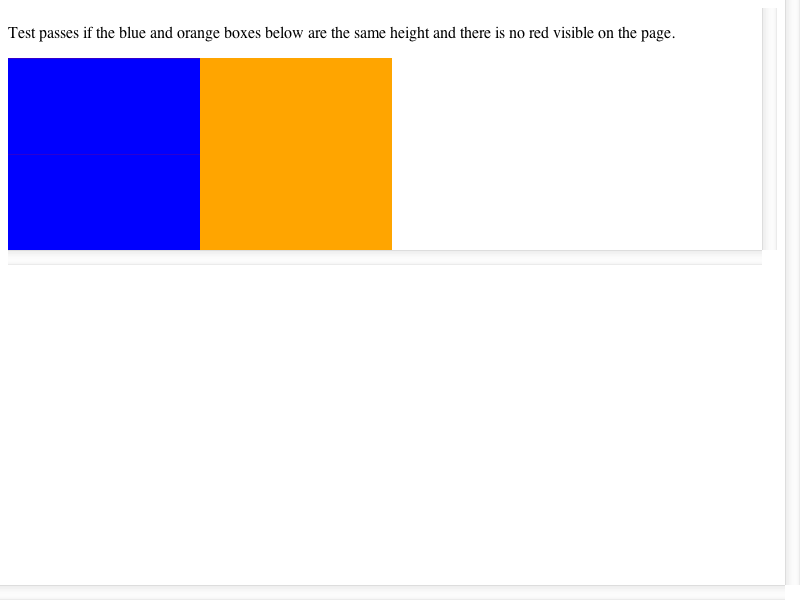 Test passes if the blue and orange boxes below are the same height and there is no red visible on the page.